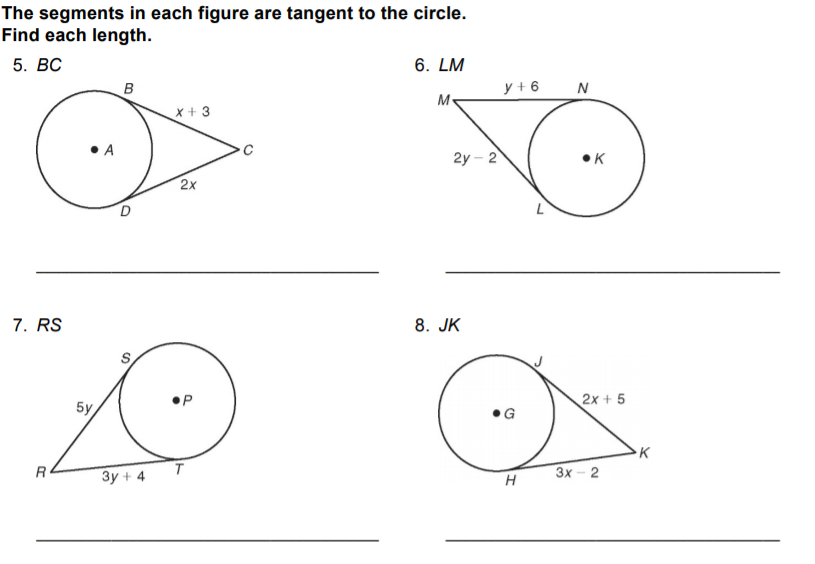 The segments in each figure are tangent to the circle.
Find each length.
5. BC
B
x + 3
A
C
2x
D
6. LM
y + 6
N
M
2y – 2
K
L
7. RS
S
5y
P
R
3y + 4
T
8. JK
J
2x + 5
G
K
3x – 2
H